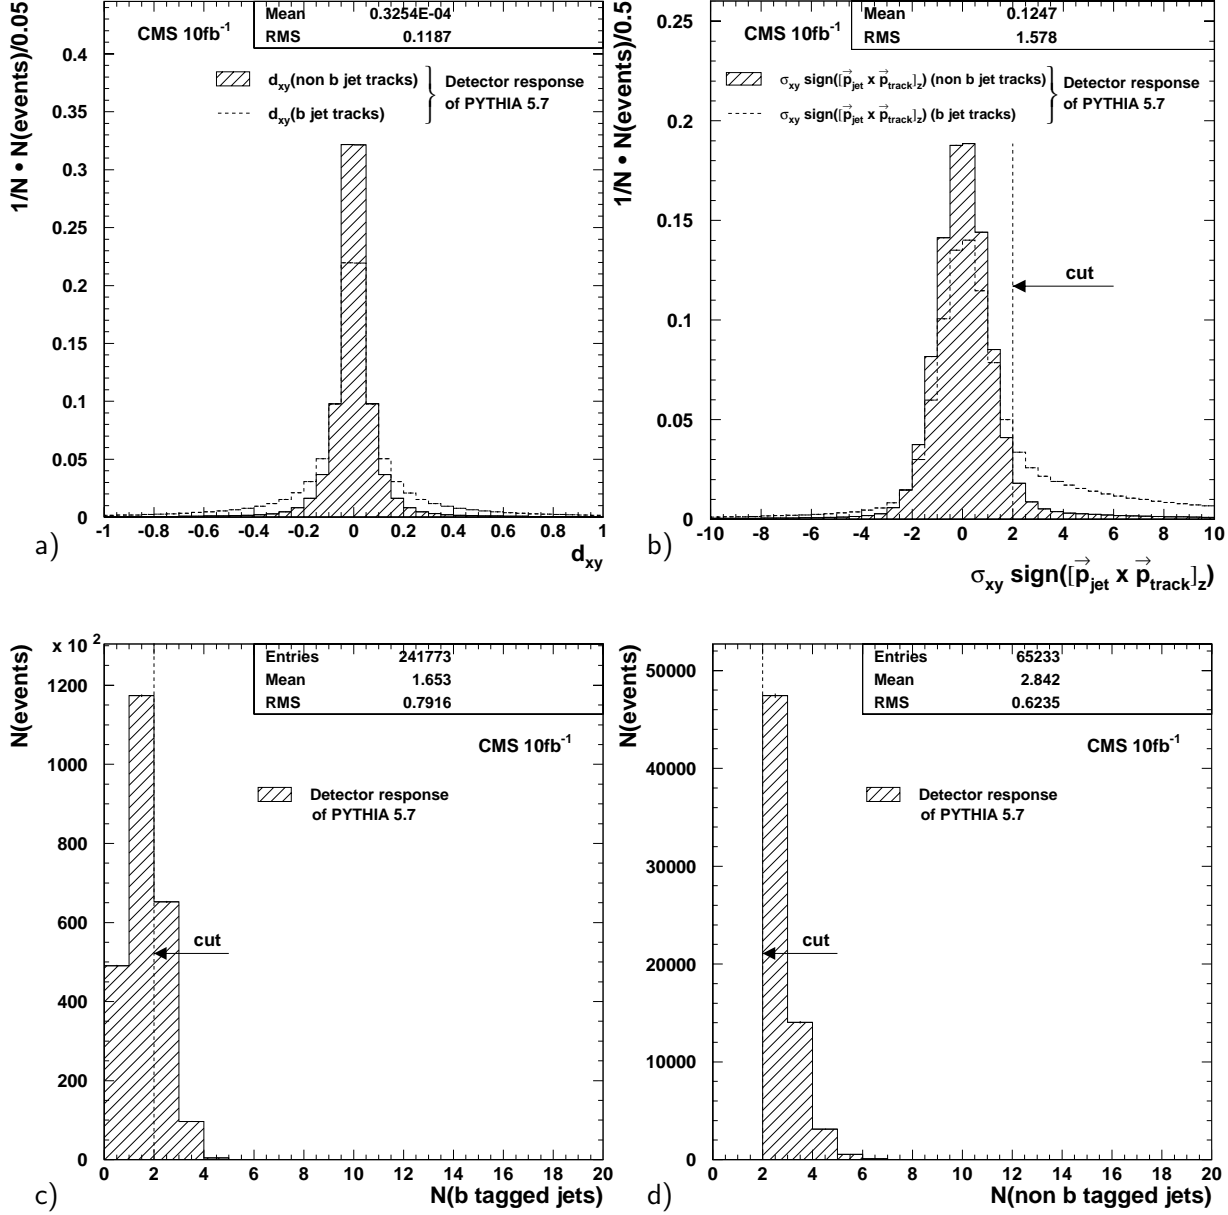 Mean 0.3254E-04
RMS 0.1187
CMS 10fb-1
d_xy(non b jet tracks)
d_xy(b jet tracks)
Detector response
of PYTHIA 5.7
1/N • N(events)/0.05
0.4
0.35
0.3
0.25
0.2
0.15
0.1
0.05
0
-1 -0.8 -0.6 -0.4 -0.2 0 0.2 0.4 0.6 0.8 1
a)
d_xy
Mean 0.1247
RMS 1.578
CMS 10fb-1
σ_xy sign([p_jet x p_track]_z) (non b jet tracks)
σ_xy sign([p_jet x p_track]_z) (b jet tracks)
Detector response
of PYTHIA 5.7
cut
1/N • N(events)/0.5
0.25
0.2
0.15
0.1
0.05
0
-10 -8 -6 -4 -2 0 2 4 6 8 10
b)
σ_xy sign([p_jet x p_track]_z)
x 10 2
Entries 241773
Mean 1.653
RMS 0.7916
CMS 10fb-1
Detector response
of PYTHIA 5.7
cut
N(events)
1200
1000
800
600
400
200
0
0 2 4 6 8 10 12 14 16 18 20
c)
N(b tagged jets)
Entries 65233
Mean 2.842
RMS 0.6235
CMS 10fb-1
Detector response
of PYTHIA 5.7
cut
N(events)
50000
40000
30000
20000
10000
0
0 2 4 6 8 10 12 14 16 18 20
d)
N(non b tagged jets)